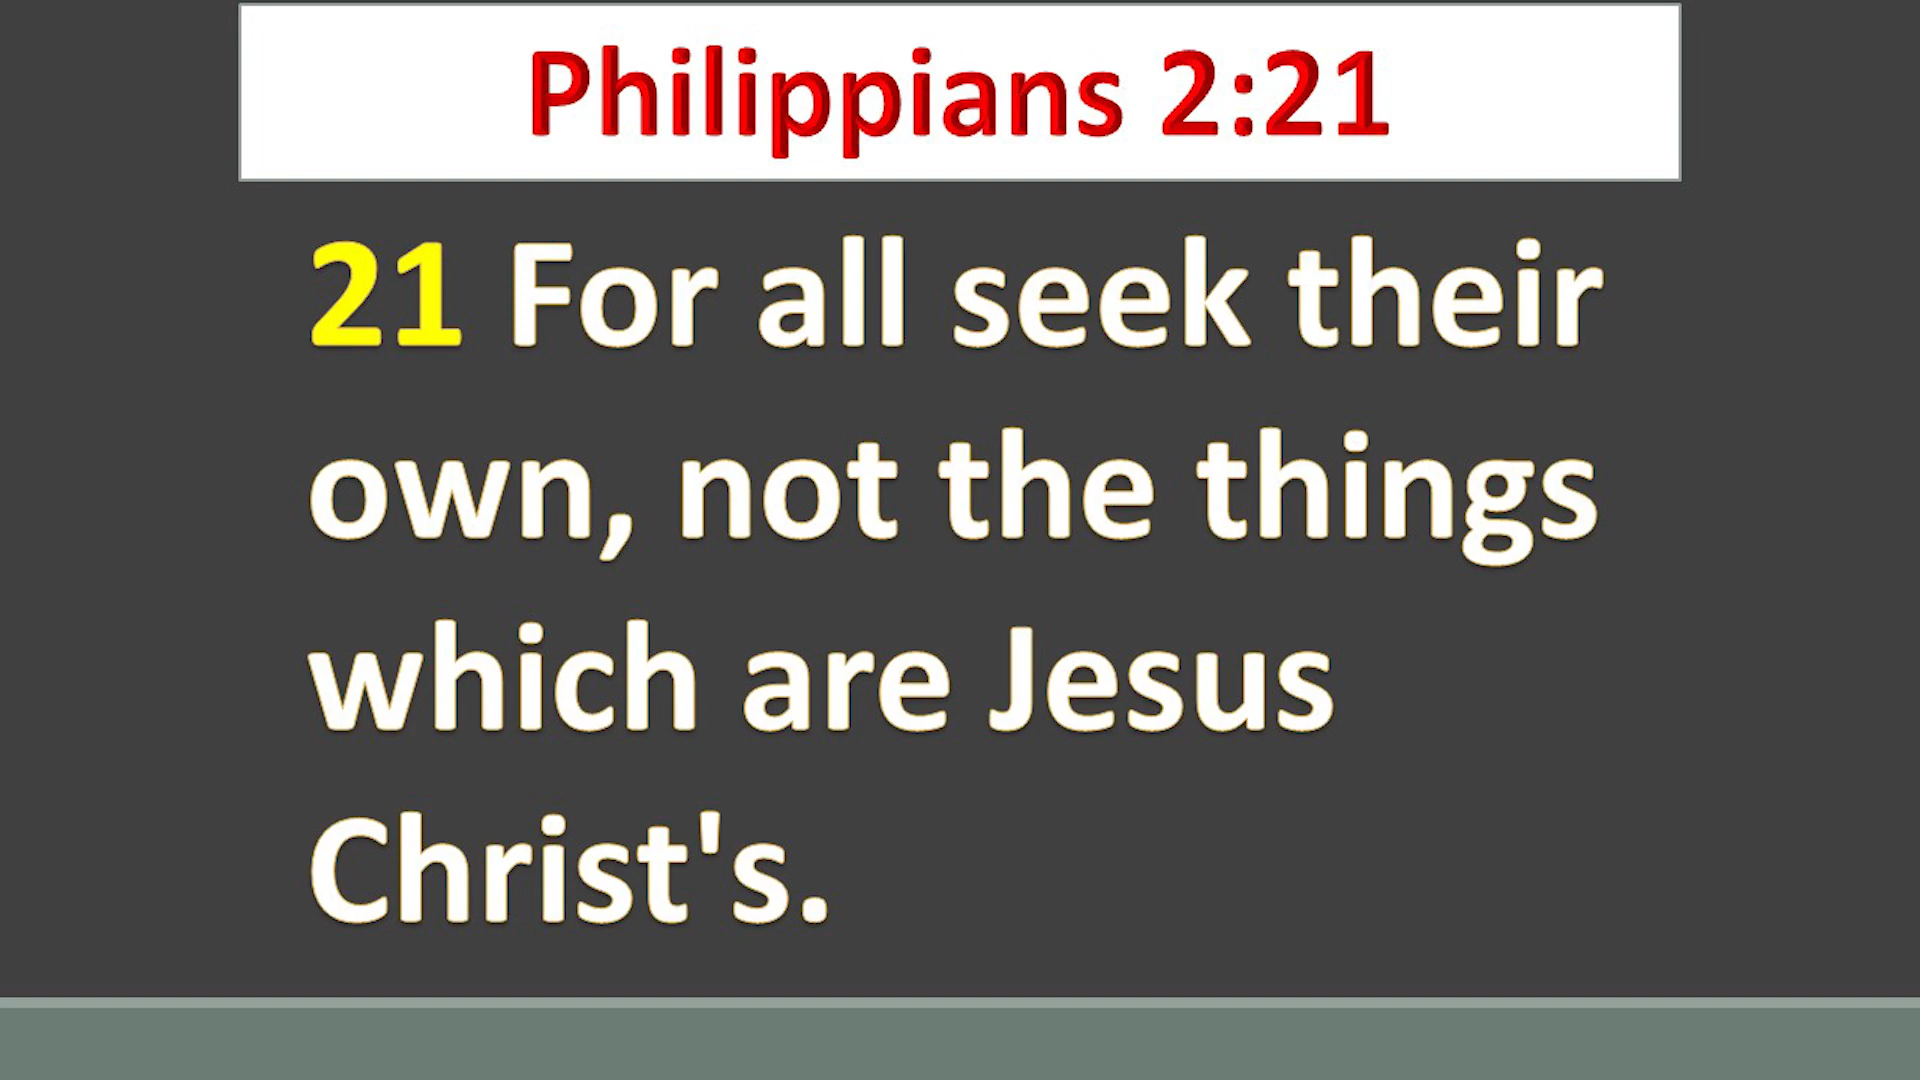 Philippians 2:21
21 For all seek their
own, not the things
which are Jesus
Christ's.